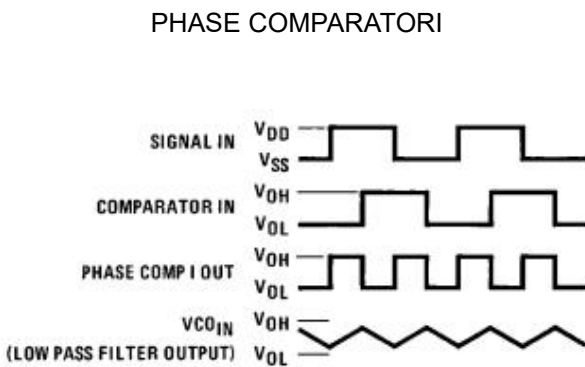 PHASE COMPARATORI
SIGNAL IN
VDD
VSS
COMPARATOR IN
VOH
VOL
PHASE COMP I OUT
VOH
VOL
VCOIN
(LOW PASS FILTER OUTPUT)
VOH
VOL